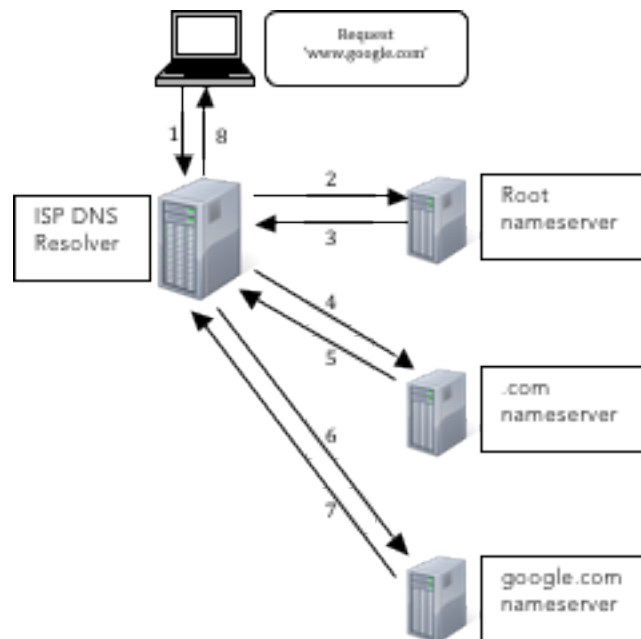 Request
'www.google.com'
1
8
2
3
ISP DNS
Resolver
Root
nameserver
4
5
.com
nameserver
6
7
google.com
nameserver